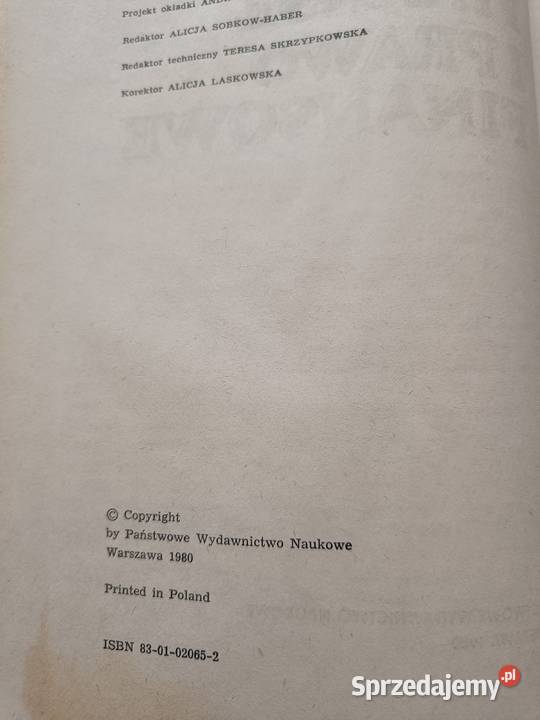 Projekt okładki
Redaktor ALICJA SOBKOW-HABER
Redaktor techniczny TERESA SKRZYPKOWSKA
Korektor ALICJA LASKOWSKA
© Copyright
by Państwowe Wydawnictwo Naukowe
Warszawa 1980
Printed in Poland
ISBN 83-01-02065-2
Sprzedajemy.pl